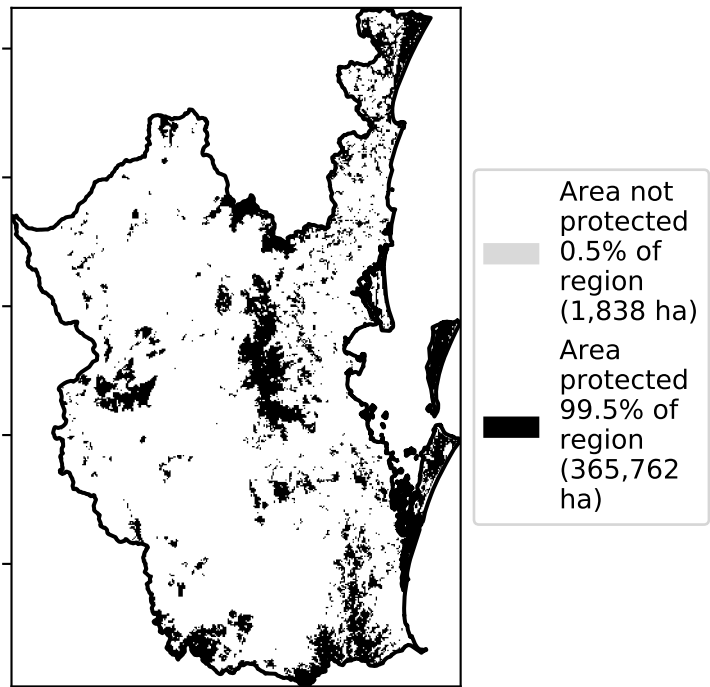 Area not
protected
0.5% of
region
(1,838 ha)
Area
protected
99.5% of
region
(365,762
ha)